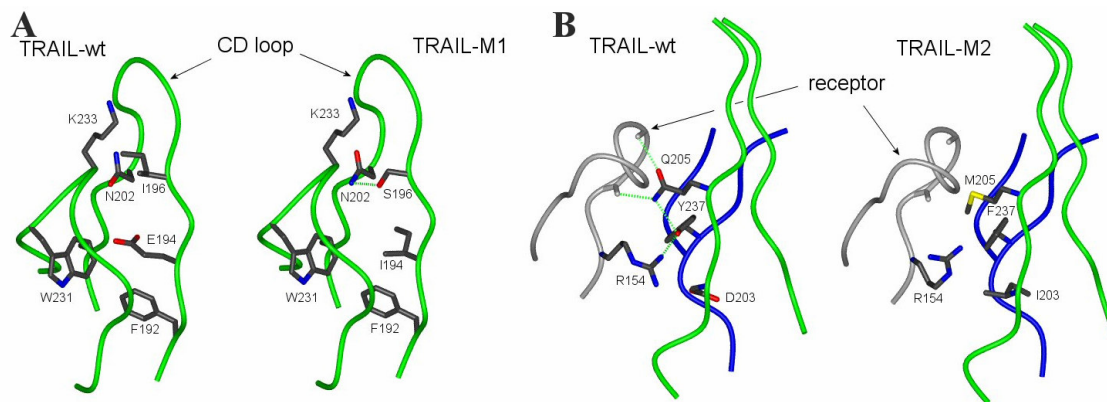 A
TRAIL-wt
CD loop
TRAIL-M1
K233
I196
N202
E194
W231
F192
K233
N202
S196
I194
W231
F192
B
TRAIL-wt
TRAIL-M2
receptor
Q205
Y237
R154
D203
M205
F237
R154
I203